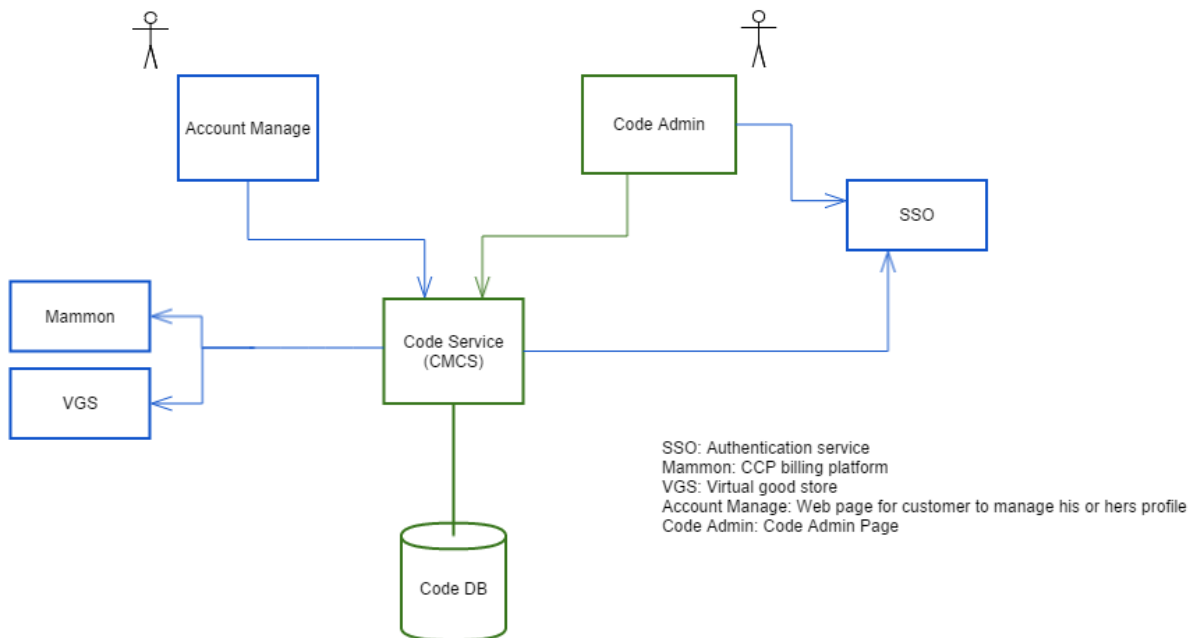 Account Manage
Code Admin
SSO
Mammon
Code Service
(CMCS)
VGS
SSO: Authentication service
Mammon: CCP billing platform
VGS: Virtual good store
Account Manage: Web page for customer to manage his or hers profile
Code Admin: Code Admin Page
Code DB